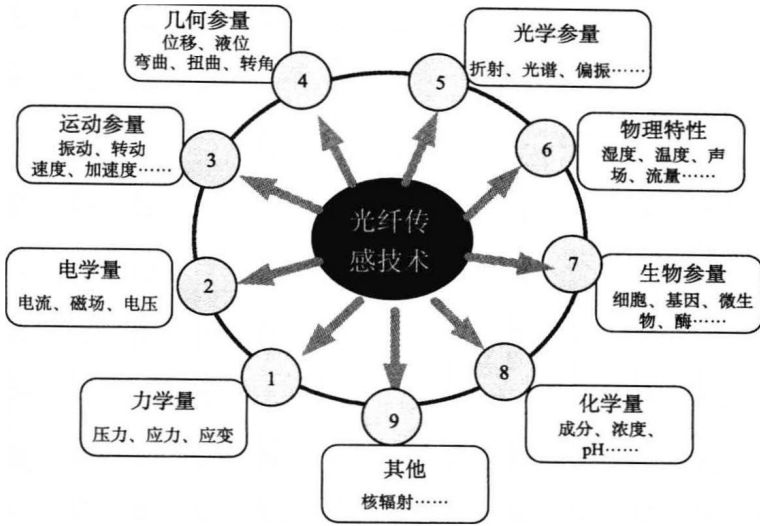 几何参量
位移、液位
弯曲、扭曲、转角
4
光学参量
折射、光谱、偏振……
5
运动参量
振动、转动
速度、加速度……
3
物理特性
湿度、温度、声
场、流量……
6
光纤传
感技术
电学量
电流、磁场、电压
2
生物参量
细胞、基因、微生
物、酶……
7
力学量
压力、应力、应变
1
化学量
成分、浓度、
pH……
8
9
其他
核辐射……